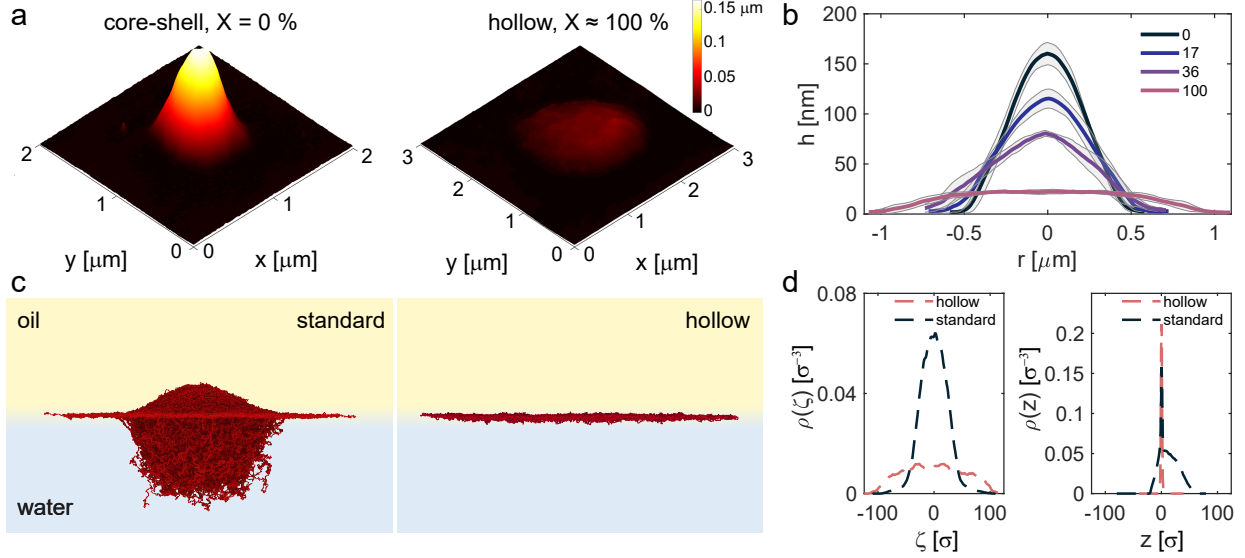 a
core-shell, X = 0 %
hollow, X ≈ 100 %
0.15 μm
0.1
0.05
0
2
1
0
0
1
2
y [μm]
x [μm]
3
2
1
0
0
1
2
3
y [μm]
x [μm]
b
200
150
100
50
0
h [nm]
-1
-0.5
0
0.5
1
r [μm]
0
17
36
100
c
oil
standard
water
hollow
d
0.08
0.04
0
ρ(ζ) [σ⁻³]
hollow
standard
-100
0
100
ζ [σ]
0.2
0.15
0.1
0.05
0
ρ(z) [σ⁻³]
hollow
standard
-100
0
100
z [σ]